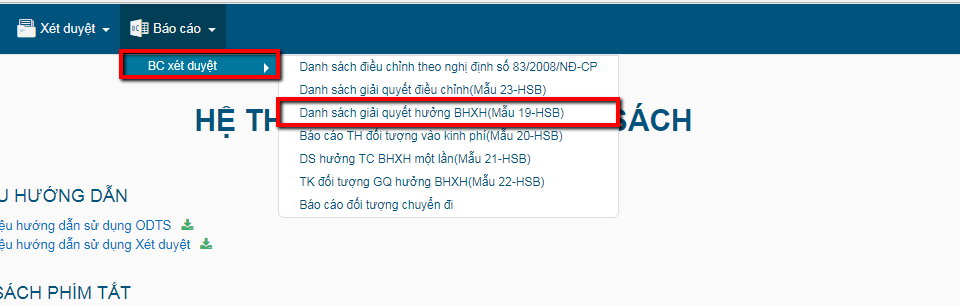 Xét duyệt
Báo cáo
BC xét duyệt
Danh sách điều chỉnh theo nghị định số 83/2008/NĐ-CP
Danh sách giải quyết điều chỉnh(Mẫu 23-HSB)
Danh sách giải quyết hưởng BHXH(Mẫu 19-HSB)
Báo cáo TH đối tượng vào kinh phí(Mẫu 20-HSB)
DS hưởng TC BHXH một lần(Mẫu 21-HSB)
TK đối tượng GQ hưởng BHXH(Mẫu 22-HSB)
Báo cáo đối tượng chuyển đi
HỆ TH SÁCH
U HƯỚNG DẪN
iệu hướng dẫn sử dụng ODTS
iệu hướng dẫn sử dụng Xét duyệt
SÁCH PHÍM TẮT